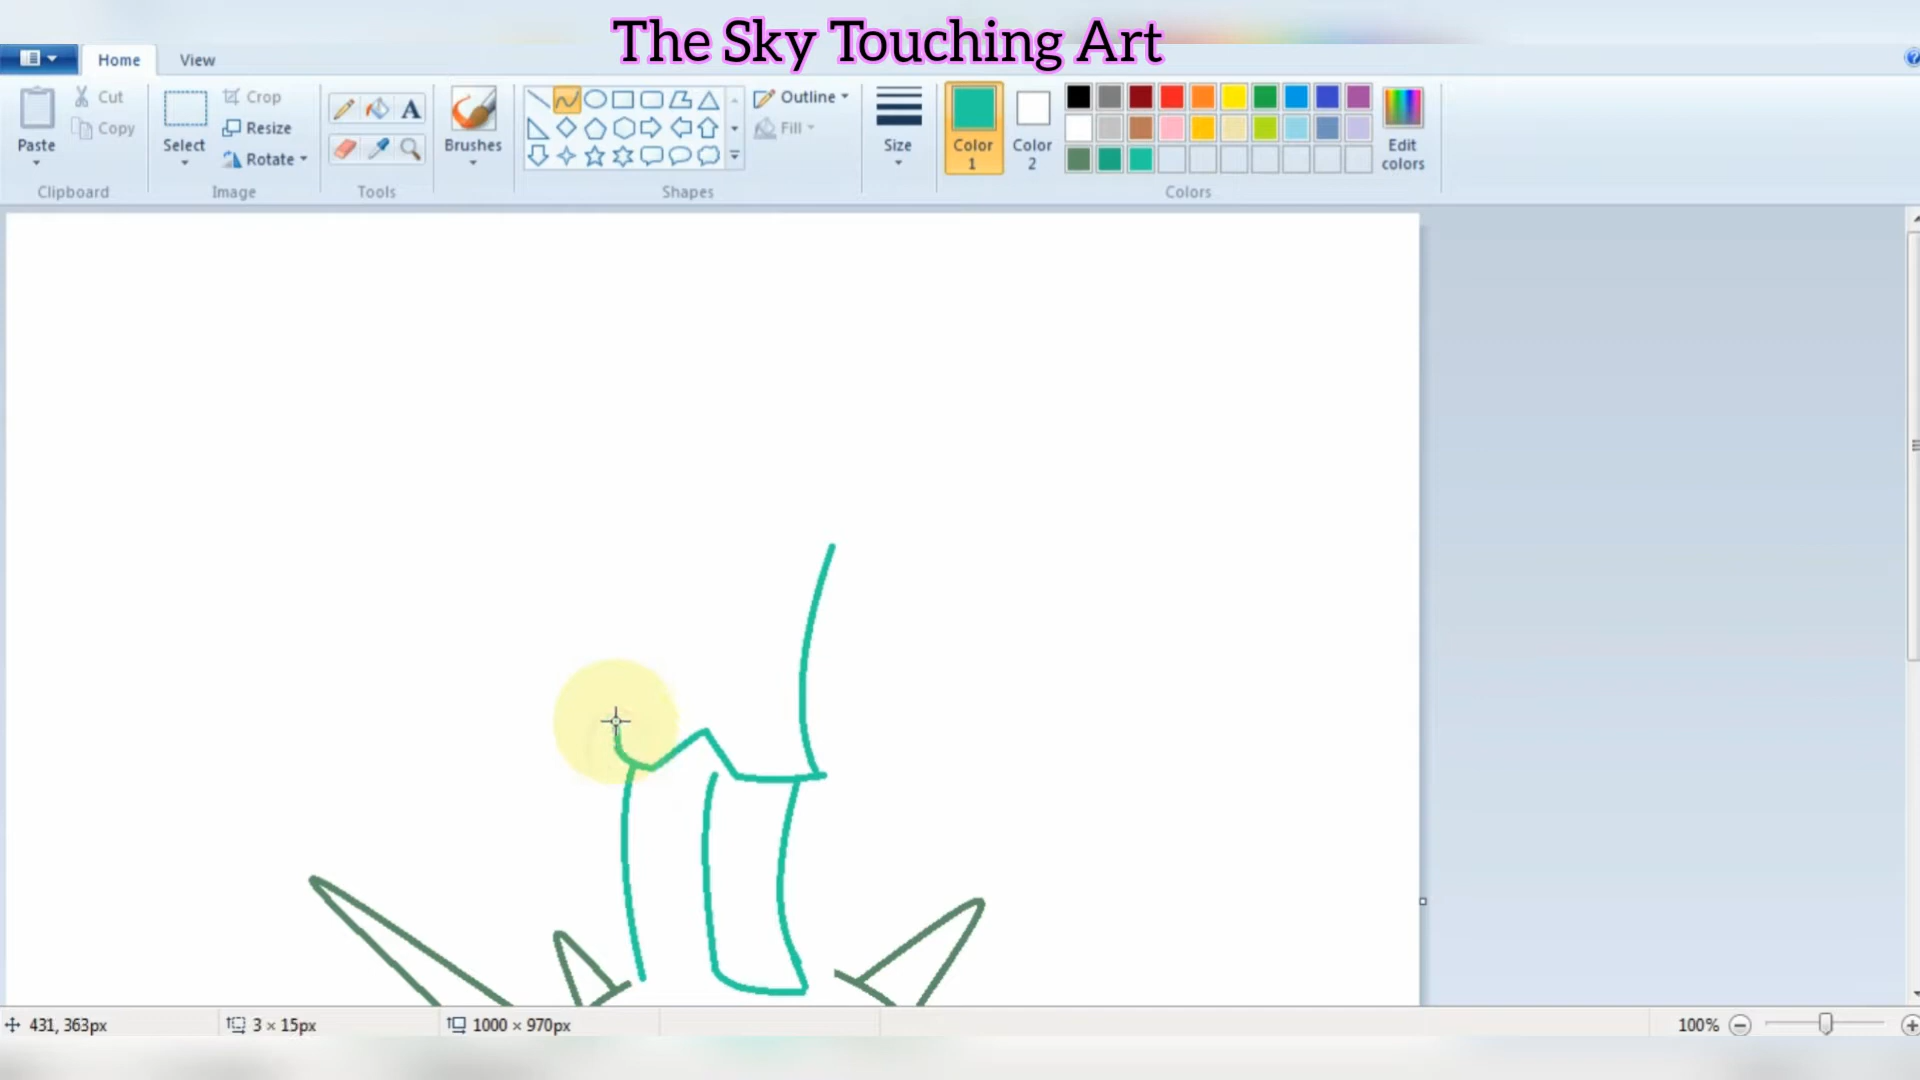 The Sky Touching Art
Home View
Paste
Cut
Copy
Clipboard
Select
Crop
Resize
Rotate
Image
A
Tools
Brushes
Shapes
Outline
Fill
Size
Color 1
Color 2
Edit colors
Colors
431, 363px
3 × 15px
1000 × 970px
100%